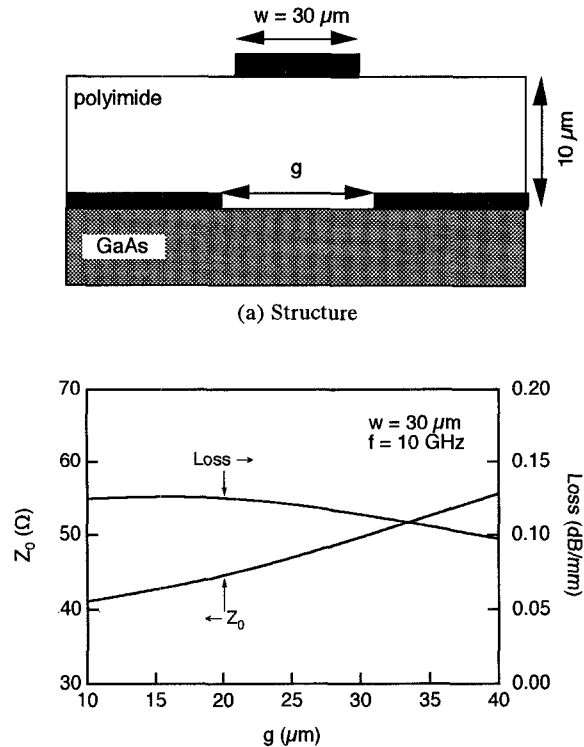 w = 30 µm
polyimide
10 µm
g
GaAs
(a) Structure
70
60
50
40
30
Z₀ (Ω)
0.20
0.15
0.10
0.05
0.00
Loss (dB/mm)
w = 30 µm
f = 10 GHz
Loss →
← Z₀
10 15 20 25 30 35 40
g (µm)